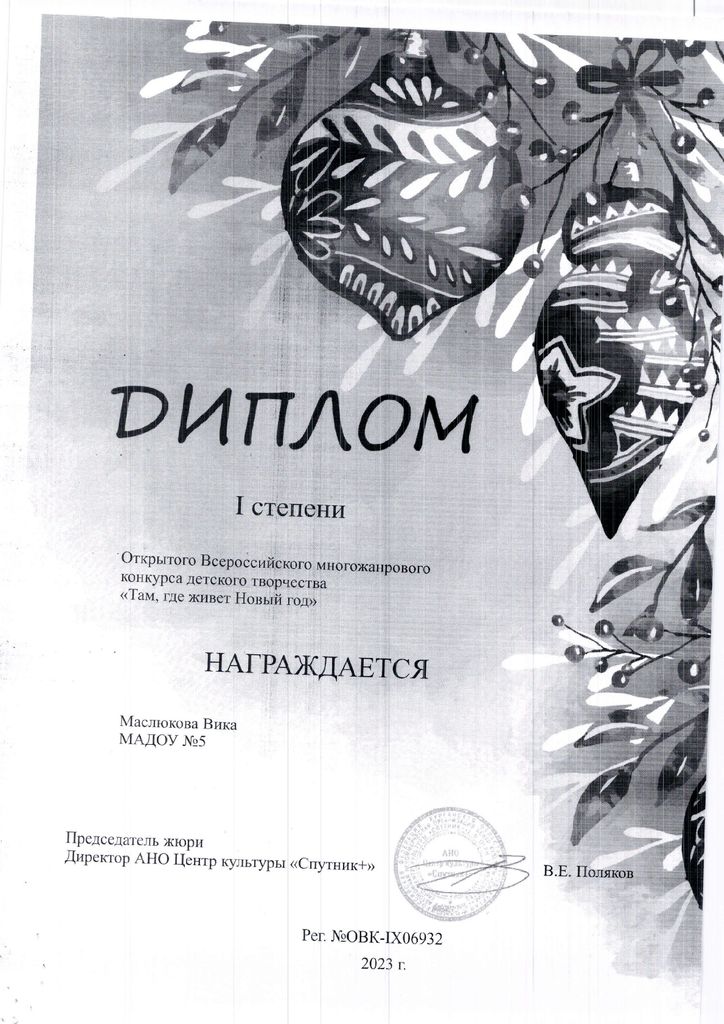 ДИПЛОМ
I степени
Открытого Всероссийского многожанрового
конкурса детского творчества
«Там, где живет Новый год»
НАГРАЖДАЕТСЯ
Маслюкова Вика
МАДОУ №5
Председатель жюри
Директор АНО Центр культуры «Спутник+»
АНО
В.Е. Поляков
Рег. №ОВК-IX06932
2023 г.